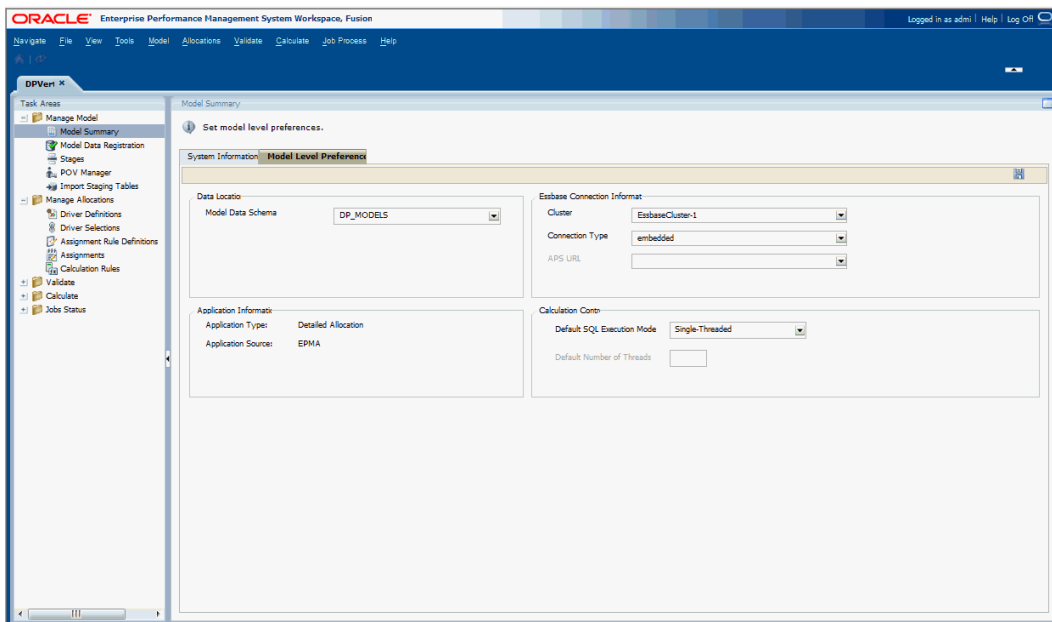 ORACLE Enterprise Performance Management System Workspace, Fusion
Logged in as admi | Help | Log Off
Navigate File View Tools Model Allocations Validate Calculate Job Process Help
DPVer
Task Areas
Manage Model
Model Summary
Model Data Registration
Stages
POV Manager
Import Staging Tables
Manage Allocations
Driver Definitions
Driver Selections
Assignment Rule Definitions
Assignments
Calculation Rules
Validate
Calculate
Jobs Status
Model Summary
Set model level preferences.
System Information Model Level Preferenc
Data Locatio
Model Data Schema DP_MODELS
Essbase Connection Informat
Cluster EssbaseCluster-1
Connection Type embedded
APS URL
Application Informati
Application Type: Detailed Allocation
Application Source: EPMA
Calculation Contr
Default SQL Execution Mode Single-Threaded
Default Number of Threads